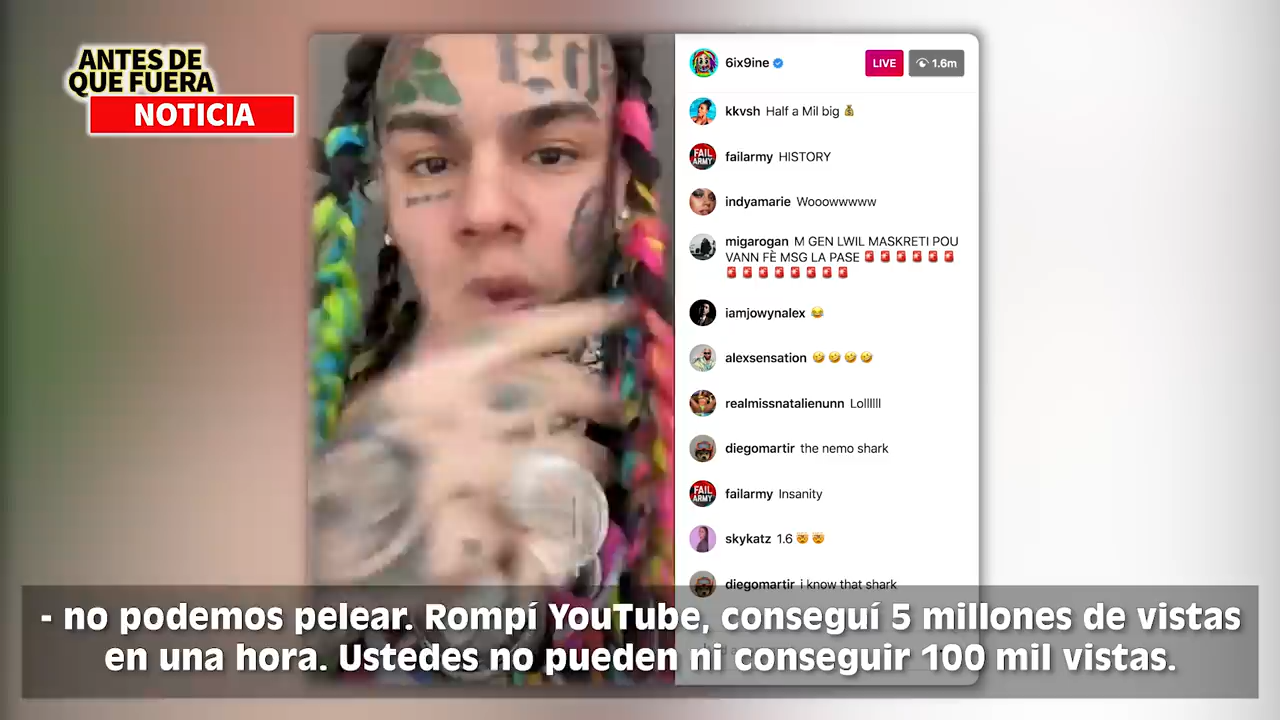 ANTES DE
QUE FUERA
NOTICIA
6ix9ine
LIVE
1.6m
kkvsh Half a Mil big
failarmy HISTORY
indyamarie Wooowwwww
migarogan M GEN LWIL MASKRETI POU
VANN FÈ MSG LA PASE
iamjowynalex
alexsensation
realmissnatalienunn Lollllll
diegomartir the nemo shark
failarmy Insanity
skykatz 1.6
diegomartir i know that shark
- no podemos pelear. Rompí YouTube, conseguí 5 millones de vistas
en una hora. Ustedes no pueden ni conseguir 100 mil vistas.